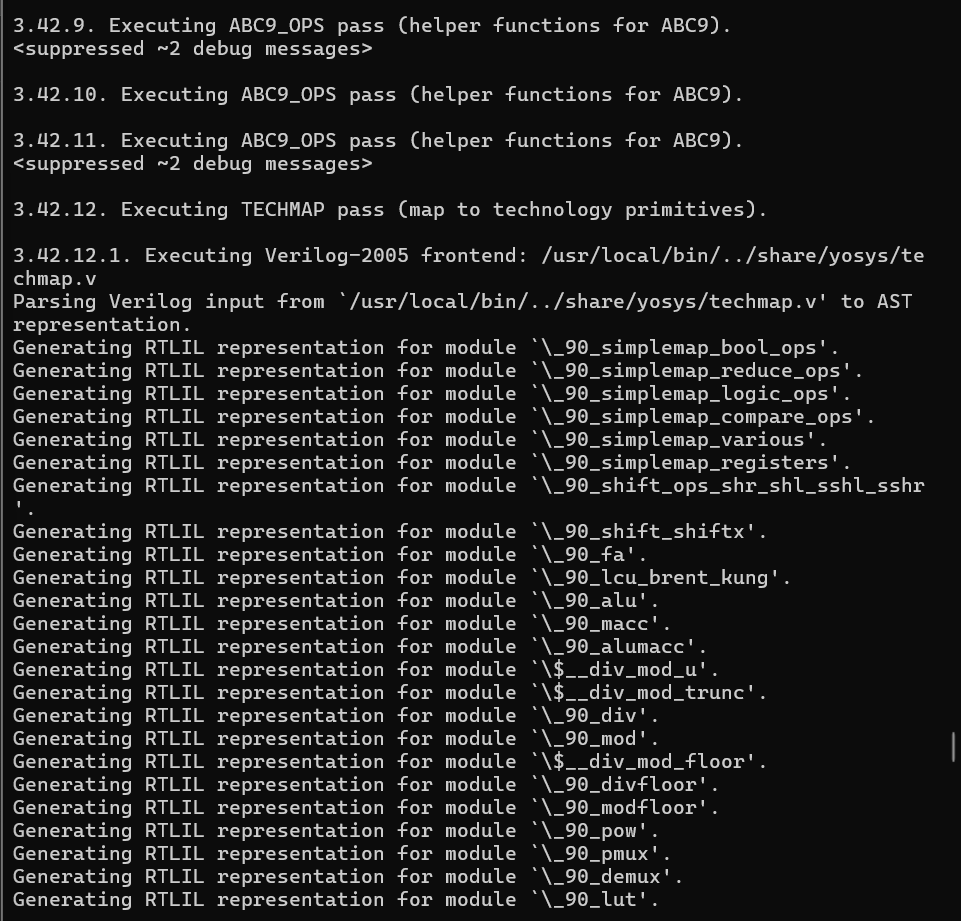 3.42.9. Executing ABC9_OPS pass (helper functions for ABC9).
<suppressed ~2 debug messages>
3.42.10. Executing ABC9_OPS pass (helper functions for ABC9).
3.42.11. Executing ABC9_OPS pass (helper functions for ABC9).
<suppressed ~2 debug messages>
3.42.12. Executing TECHMAP pass (map to technology primitives).
3.42.12.1. Executing Verilog-2005 frontend: /usr/local/bin/../share/yosys/te
chmap.v
Parsing Verilog input from `/usr/local/bin/../share/yosys/techmap.v' to AST
representation.
Generating RTLIL representation for module `\_90_simplemap_bool_ops'.
Generating RTLIL representation for module `\_90_simplemap_reduce_ops'.
Generating RTLIL representation for module `\_90_simplemap_logic_ops'.
Generating RTLIL representation for module `\_90_simplemap_compare_ops'.
Generating RTLIL representation for module `\_90_simplemap_various'.
Generating RTLIL representation for module `\_90_simplemap_registers'.
Generating RTLIL representation for module `\_90_shift_ops_shr_shl_sshl_sshr
'.
Generating RTLIL representation for module `\_90_shift_shiftx'.
Generating RTLIL representation for module `\_90_fa'.
Generating RTLIL representation for module `\_90_lcu_brent_kung'.
Generating RTLIL representation for module `\_90_alu'.
Generating RTLIL representation for module `\_90_macc'.
Generating RTLIL representation for module `\_90_alumacc'.
Generating RTLIL representation for module `\$__div_mod_u'.
Generating RTLIL representation for module `\$__div_mod_trunc'.
Generating RTLIL representation for module `\_90_div'.
Generating RTLIL representation for module `\_90_mod'.
Generating RTLIL representation for module `\$__div_mod_floor'.
Generating RTLIL representation for module `\_90_divfloor'.
Generating RTLIL representation for module `\_90_modfloor'.
Generating RTLIL representation for module `\_90_pow'.
Generating RTLIL representation for module `\_90_pmux'.
Generating RTLIL representation for module `\_90_demux'.
Generating RTLIL representation for module `\_90_lut'.